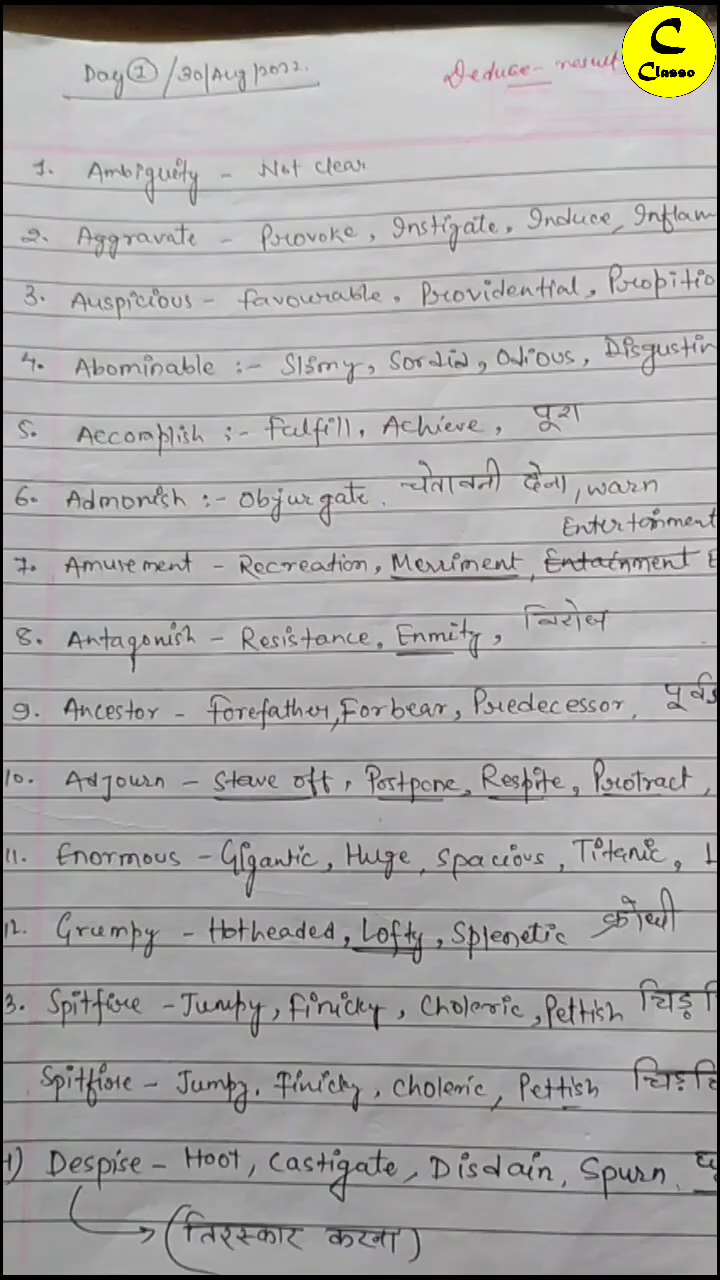 Day ① / 30/Aug/2022.
Deduce - result
C
Classo
1. Ambiguity - Not clear
2. Aggravate - Provoke, Instigate, Induce, Inflam
3. Auspicious - favourable, Providential, Propitio
4. Abominable :- Slimy, Sordid, Odious, Disgustin
5. Accomplish :- fulfill, Achieve, पूरा
6. Admonish :- Objurgate. चेतावनी देना, warn
Entertainment
7. Amusement - Recreation, Merriment, Entainment E
8. Antagonish - Resistance, Enmity, विरोध
9. Ancestor - forefather, Forbear, Predecessor, पूर्वज
10. Adjourn - Stave off, Postpone, Respite, Protract,
11. Enormous - Gigantic, Huge, Spacious, Titanic, L
12. Grumpy - Hotheaded, Lofty, Splenetic क्रोधी
3. Spitfire - Jumpy, finicky, Choleric, Pettish चिड़ि
Spitfire - Jumpy, finicky, choleric, Pettish चिड़चि
1) Despise - Hoot, Castigate, Disdain, Spurn,
(तिरस्कार करना)